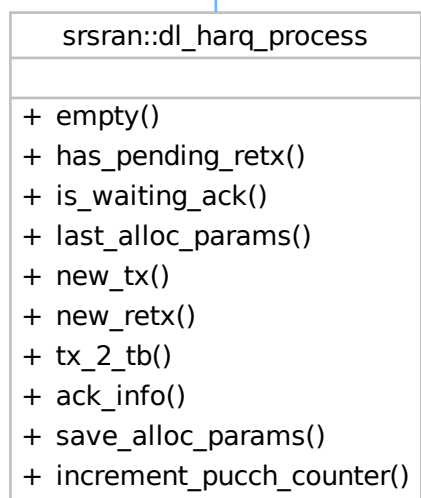 srsran::dl_harq_process
+ empty()
+ has_pending_retx()
+ is_waiting_ack()
+ last_alloc_params()
+ new_tx()
+ new_retx()
+ tx_2_tb()
+ ack_info()
+ save_alloc_params()
+ increment_pucch_counter()